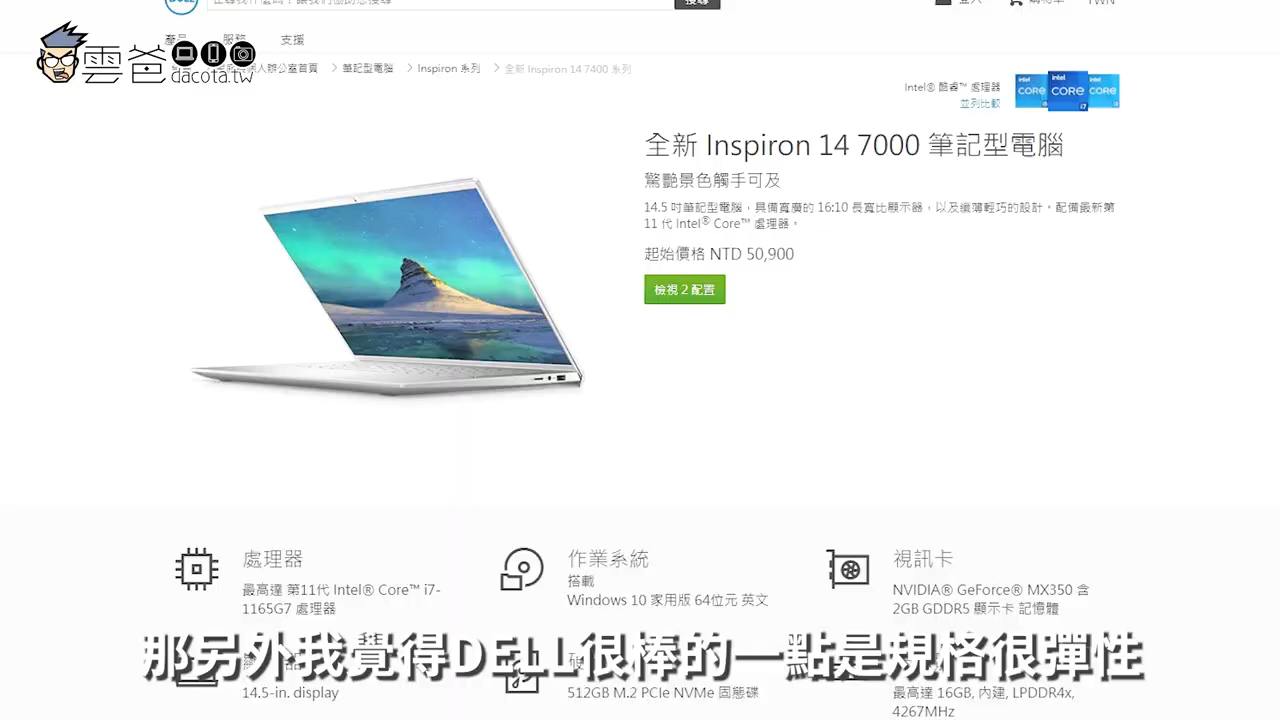 DELL
搜尋
登入
購物車
TWN
產品 服務 支援
雲爸
dacota.tw
人辦公室首頁 > 筆記型電腦 > Inspiron 系列 > 全新 Inspiron 14 7400 系列
Intel® 酷睿™ 處理器
並列比較
intel CORE
intel CORE i7
intel CORE
全新 Inspiron 14 7000 筆記型電腦
驚艷景色觸手可及
14.5 吋筆記型電腦，具備寬廣的 16:10 長寬比顯示器，以及纖薄輕巧的設計。配備最新第
11 代 Intel® Core™ 處理器。
起始價格 NTD 50,900
檢視 2 配置
處理器
最高達 第11代 Intel® Core™ i7-
1165G7 處理器
作業系統
搭載
Windows 10 家用版 64位元 英文
視訊卡
NVIDIA® GeForce® MX350 含
2GB GDDR5 顯示卡 記憶體
那另外我覺得DELL很棒的一點是規格很彈性
14.5-in. display
512GB M.2 PCIe NVMe 固態碟
最高達 16GB, 內建, LPDDR4x,
4267MHz